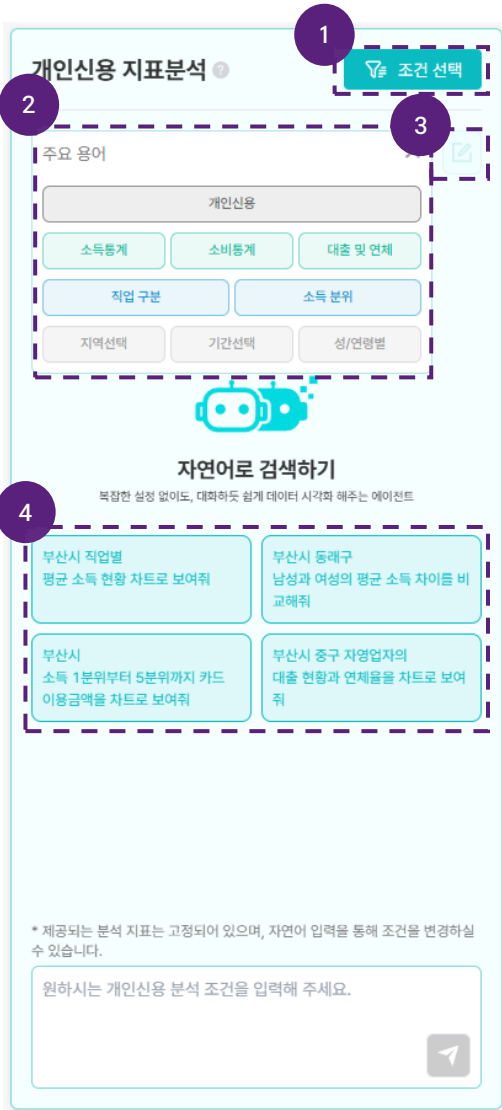 1
개인신용 지표분석
조건 선택
2
3
주요 용어
개인신용
소득통계 소비통계 대출 및 연체
직업 구분 소득 분위
지역선택 기간선택 성/연령별
자연어로 검색하기
복잡한 설정 없이도, 대화하듯 쉽게 데이터 시각화 해주는 에이전트
4
부산시 직업별
평균 소득 현황 차트로 보여줘
부산시 동래구
남성과 여성의 평균 소득 차이를 비
교해줘
부산시
소득 1분위부터 5분위까지 카드
이용금액을 차트로 보여줘
부산시 중구 자영업자의
대출 현황과 연체율을 차트로 보여
줘
* 제공되는 분석 지표는 고정되어 있으며, 자연어 입력을 통해 조건을 변경하실
수 있습니다.
원하시는 개인신용 분석 조건을 입력해 주세요.